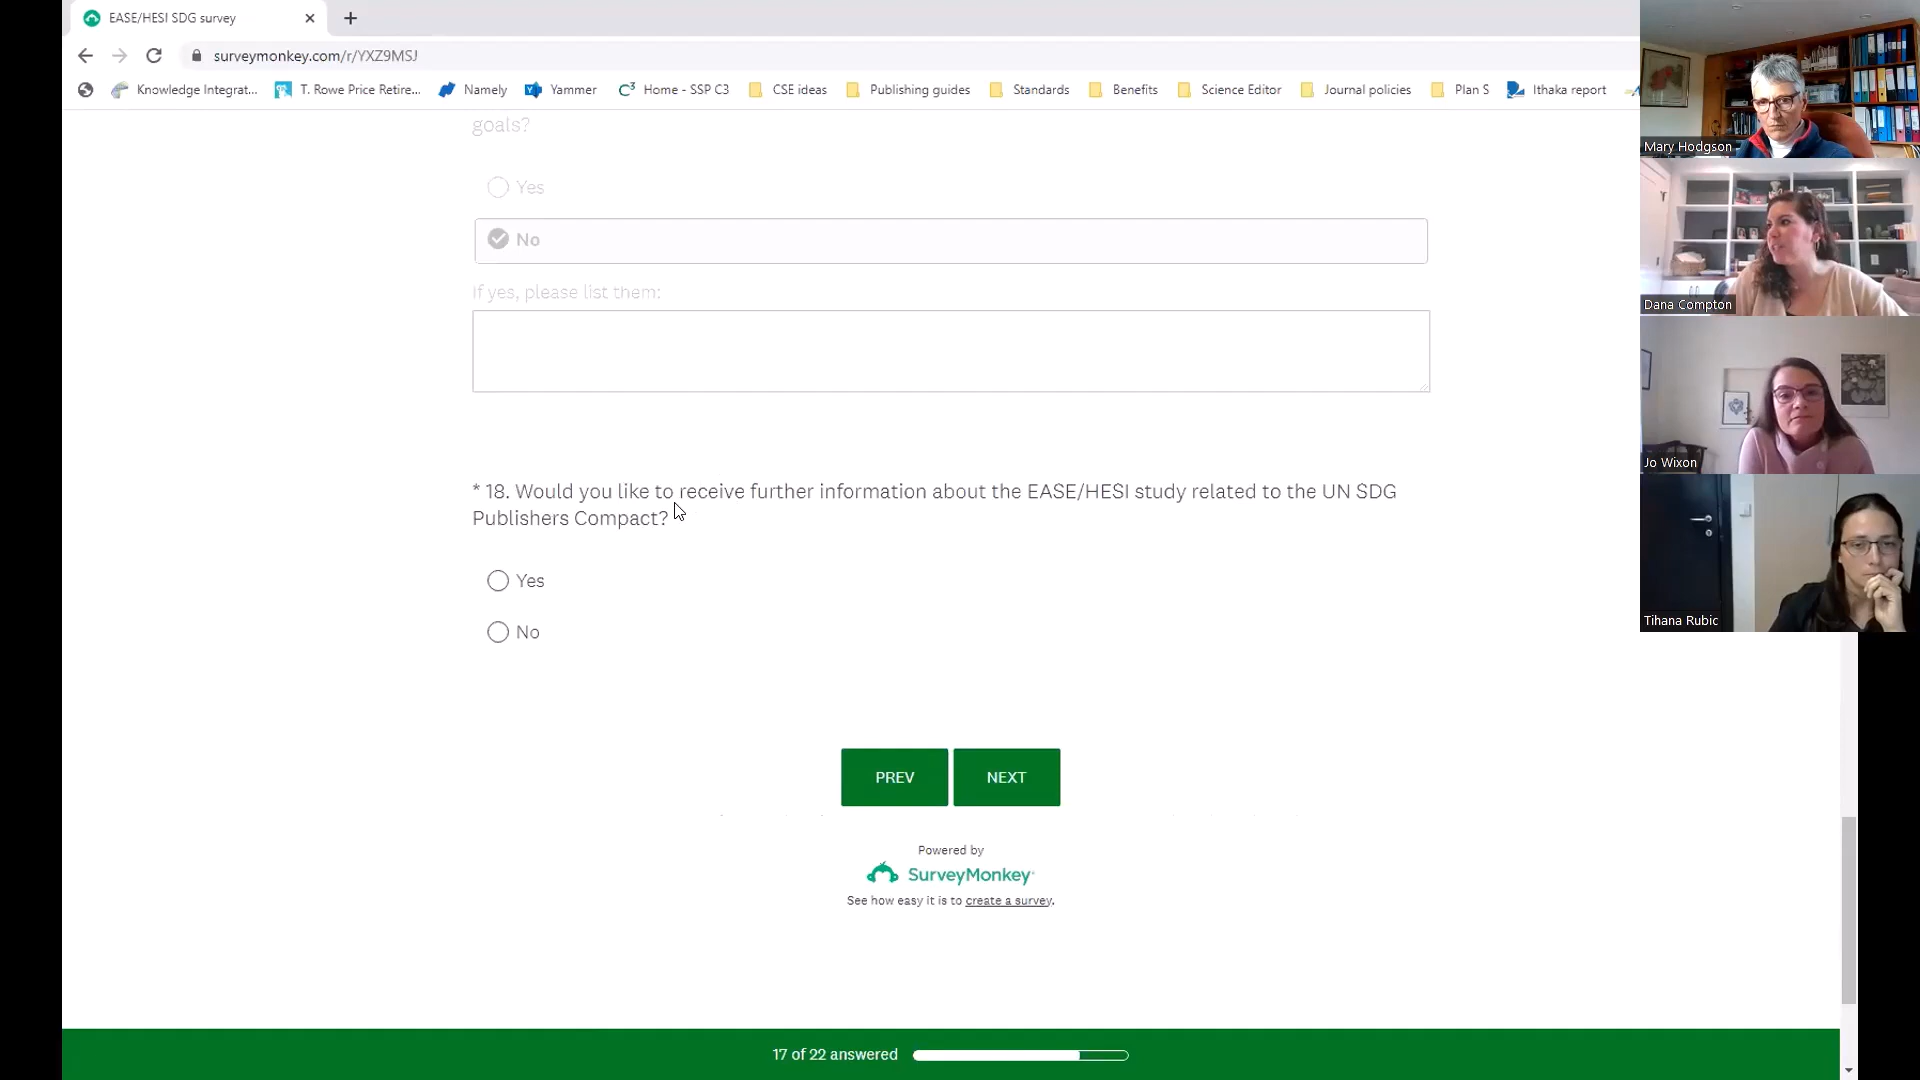 EASE/HESI SDG survey
surveymonkey.com/r/YXZ9MSJ
Knowledge Integrat...
T. Rowe Price Retire...
Namely
Yammer
Home - SSP C3
CSE ideas
Publishing guides
Standards
Benefits
Science Editor
Journal policies
Plan S
Ithaka report
goals?
Yes
No
If yes, please list them:
* 18. Would you like to receive further information about the EASE/HESI study related to the UN SDG
Publishers Compact?
Yes
No
PREV
NEXT
Powered by
SurveyMonkey
See how easy it is to create a survey.
17 of 22 answered
Mary Hodgson
Dana Compton
Jo Wixon
Tihana Rubic